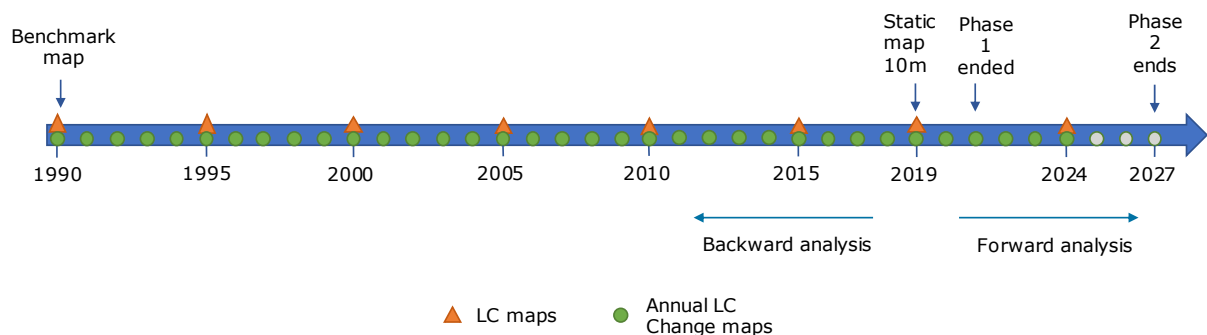 Benchmark
map
Static
map
10m
Phase
1
ended
Phase
2
ends
1990
1995
2000
2005
2010
2015
2019
2024
2027
Backward analysis
Forward analysis
LC maps
Annual LC
Change maps